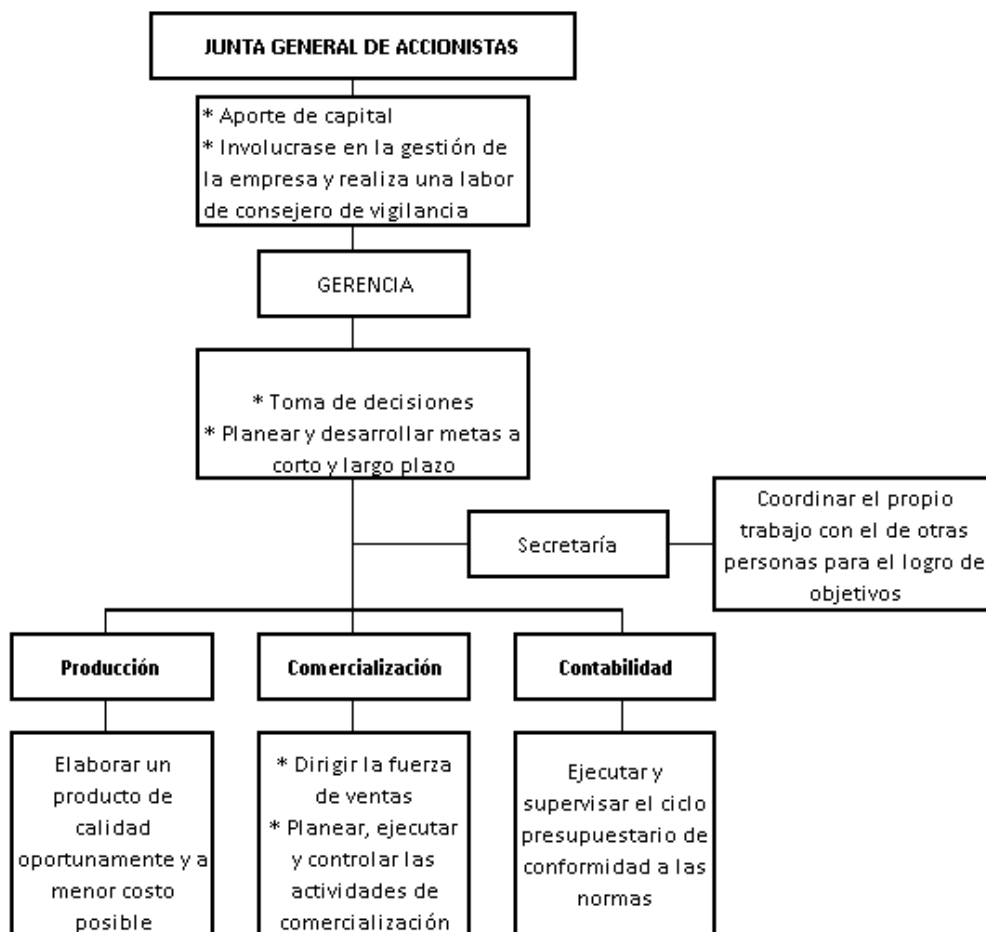 JUNTA GENERAL DE ACCIONISTAS
* Aporte de capital
* Involucrase en la gestión de
la empresa y realiza una labor
de consejero de vigilancia
GERENCIA
* Toma de decisiones
* Planear y desarrollar metas a
corto y largo plazo
Secretaría
Coordinar el propio
trabajo con el de otras
personas para el logro de
objetivos
Producción
Comercialización
Contabilidad
Elaborar un
producto de
calidad
oportunamente y a
menor costo
posible
* Dirigir la fuerza
de ventas
* Planear, ejecutar
y controlar las
actividades de
comercialización
Ejecutar y
supervisar el ciclo
presupuestario de
conformidad a las
normas